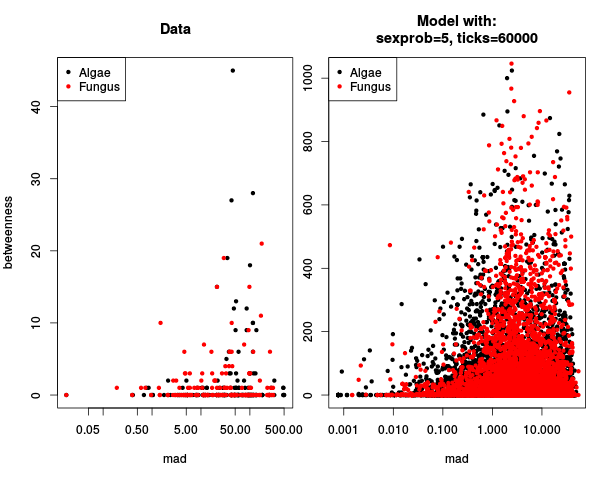 Data
Algae
Fungus
betweenness
0
10
20
30
40
0.05
0.50
5.00
50.00
500.00
mad
Model with:
sexprob=5, ticks=60000
Algae
Fungus
0
200
400
600
800
1000
0.001
0.010
0.100
1.000
10.000
mad